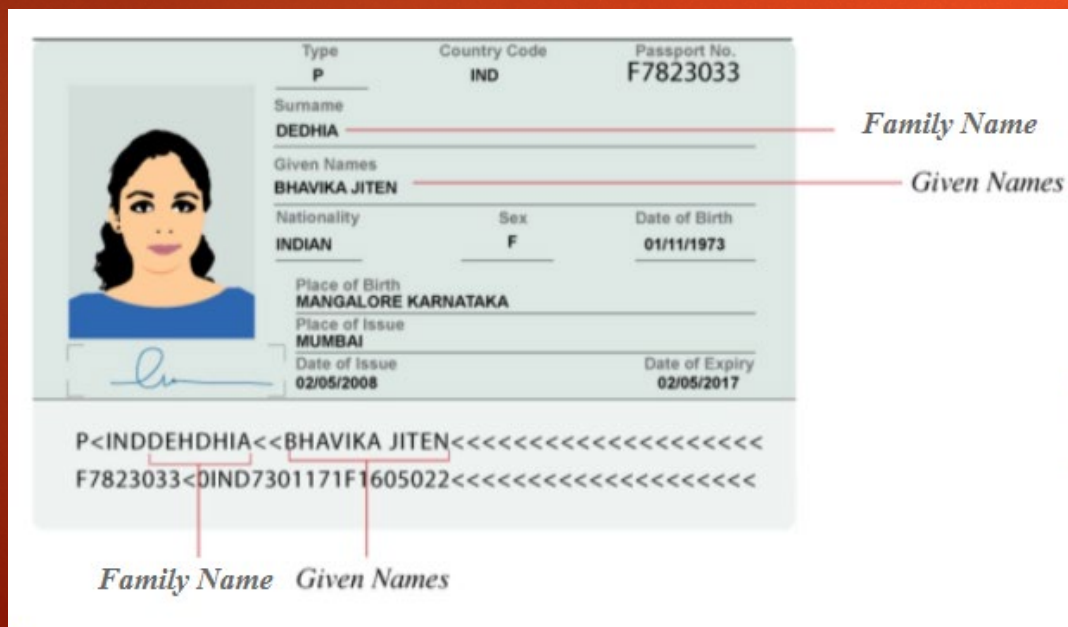 Type Country Code Passport No.
P IND F7823033
Surname
DEDHIA Family Name
Given Names
BHAVIKA JITEN Given Names
Nationality Sex Date of Birth
INDIAN F 01/11/1973
Place of Birth
MANGALORE KARNATAKA
Place of Issue
MUMBAI
Date of Issue Date of Expiry
02/05/2008 02/05/2017
P<INDDEHDHIA<<BHAVIKA JITEN<<<<<<<<<<<<<<<<<<<<
F7823033<0IND7301171F1605022<<<<<<<<<<<<<<<<<<<<
Family Name Given Names